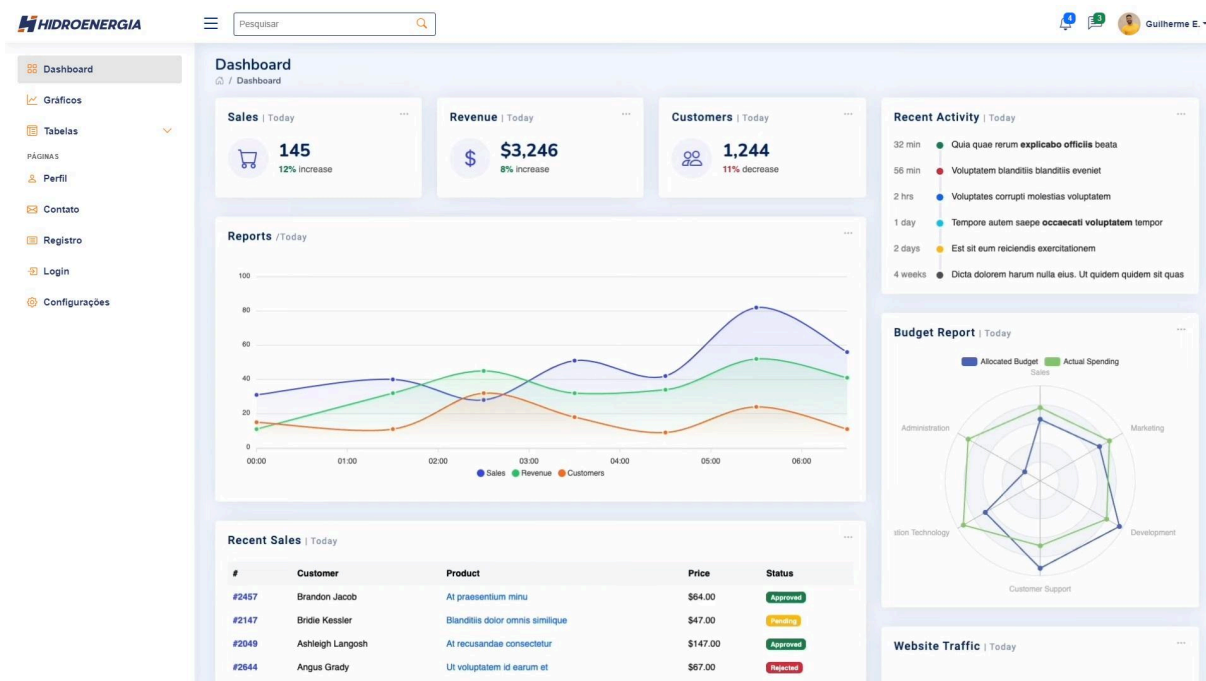 HIDROENERGIA
Pesquisar
4
3
Guilherme E.
Dashboard
Gráficos
Tabelas
PÁGINAS
Perfil
Contato
Registro
Login
Configurações
Dashboard
/ Dashboard
Sales | Today
145
12% increase
Revenue | Today
$
$3,246
8% increase
Customers | Today
1,244
11% decrease
Reports /Today
100
80
60
40
20
0
00:00 01:00 02:00 03:00 04:00 05:00 06:00
Sales Revenue Customers
Recent Sales | Today
# Customer Product Price Status
#2457 Brandon Jacob At praesentium minu $64.00 Approved
#2147 Bridie Kessler Blanditiis dolor omnis similique $47.00 Pending
#2049 Ashleigh Langosh At recusandae consectetur $147.00 Approved
#2644 Angus Grady Ut voluptatem id earum et $67.00 Rejected
Recent Activity | Today
32 min Quia quae rerum explicabo officiis beata
56 min Voluptatem blanditiis blanditiis eveniet
2 hrs Voluptates corrupti molestias voluptatem
1 day Tempore autem saepe occaecati voluptatem tempor
2 days Est sit eum reiciendis exercitationem
4 weeks Dicta dolorem harum nulla eius. Ut quidem quidem sit quas
Budget Report | Today
Allocated Budget Actual Spending
Sales
Administration Marketing
ation Technology Development
Customer Support
Website Traffic | Today